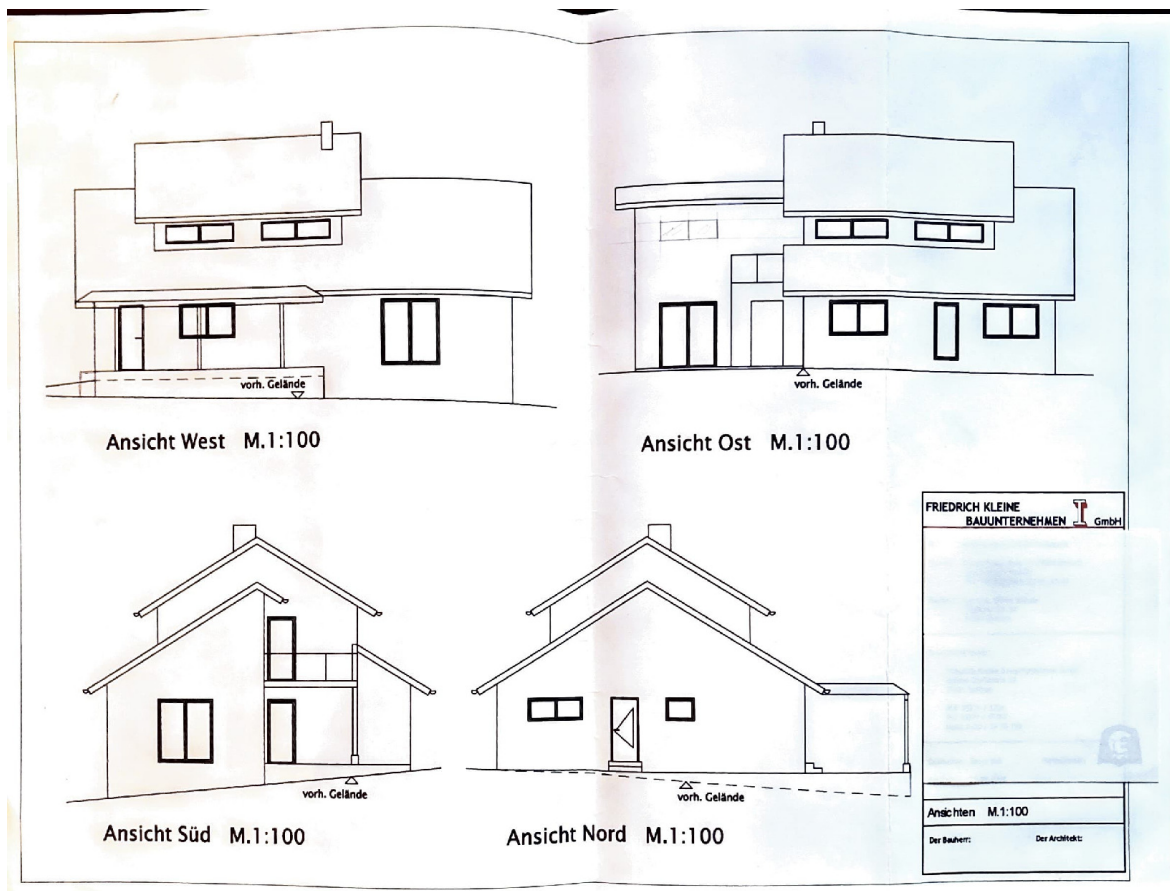 vorh. Gelände
Ansicht West M.1:100
vorh. Gelände
Ansicht Ost M.1:100
vorh. Gelände
Ansicht Süd M.1:100
vorh. Gelände
Ansicht Nord M.1:100
FRIEDRICH KLEINE
BAUUNTERNEHMEN I GmbH
Ansichten M.1:100
Der Bauherr: Der Architekt: